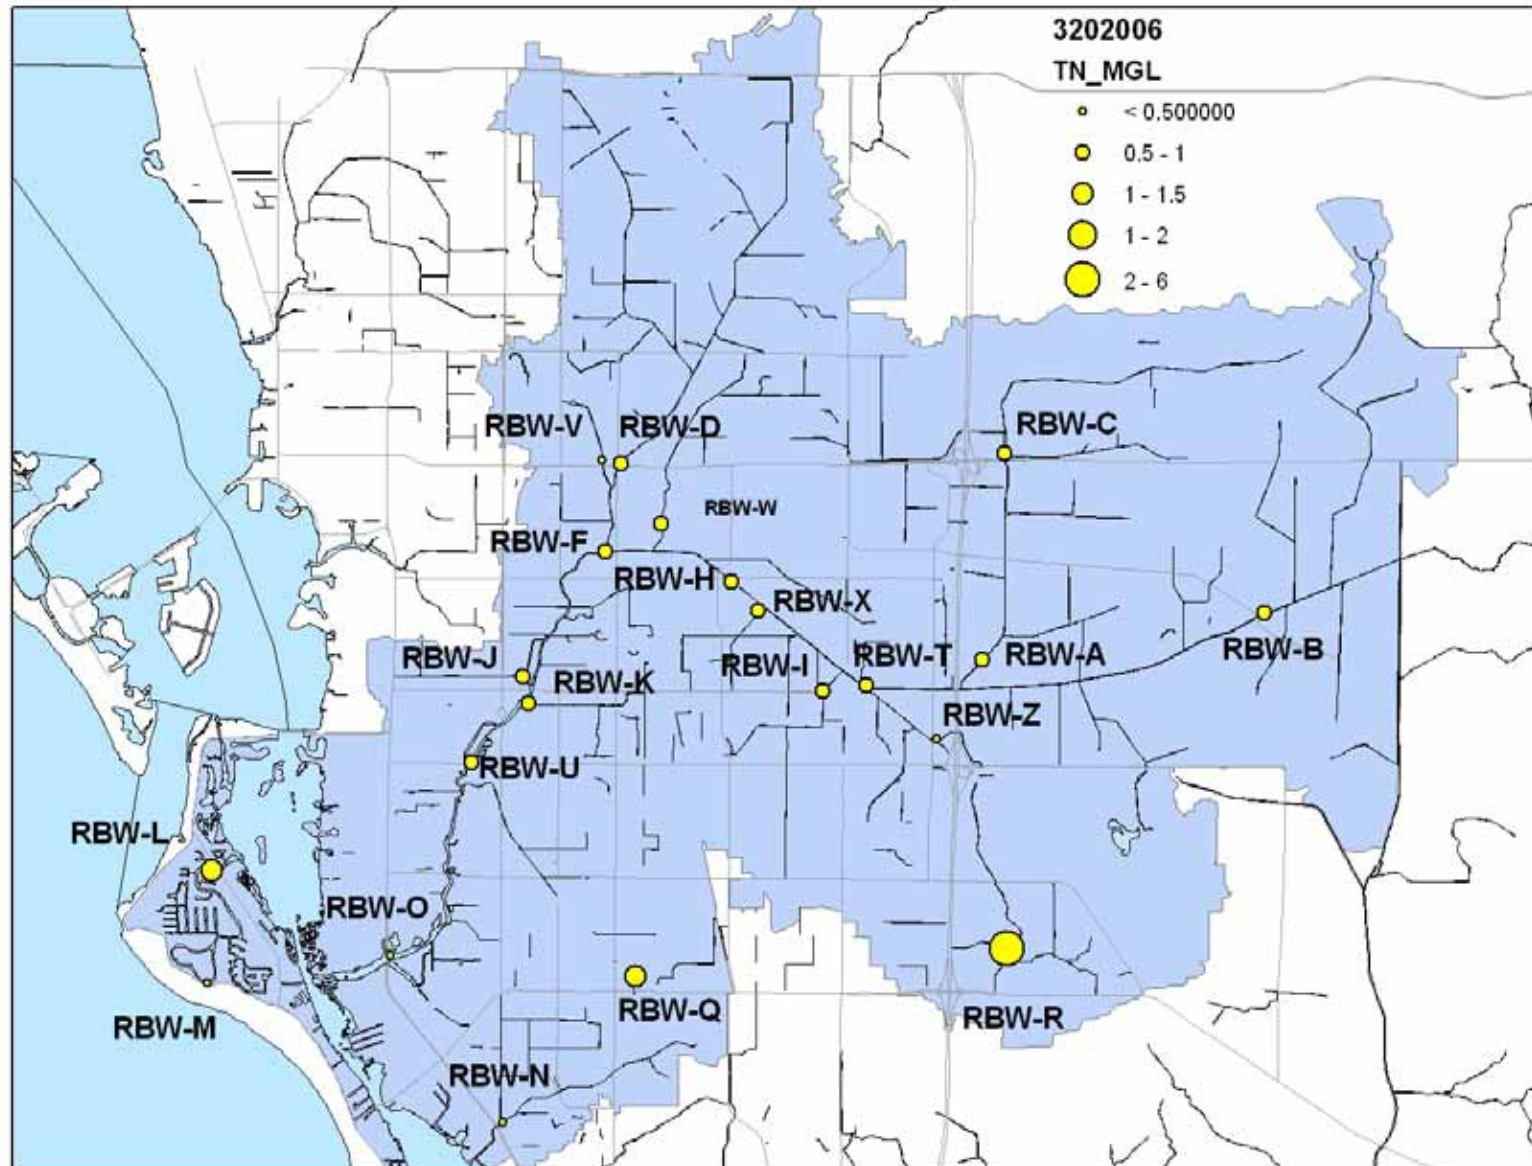 3202006
TN_MGL
< 0.500000
0.5 - 1
1 - 1.5
1 - 2
2 - 6
RBW-V
RBW-D
RBW-C
RBW-W
RBW-F
RBW-H
RBW-X
RBW-J
RBW-K
RBW-I
RBW-T
RBW-A
RBW-B
RBW-Z
RBW-U
RBW-L
RBW-O
RBW-M
RBW-Q
RBW-R
RBW-N